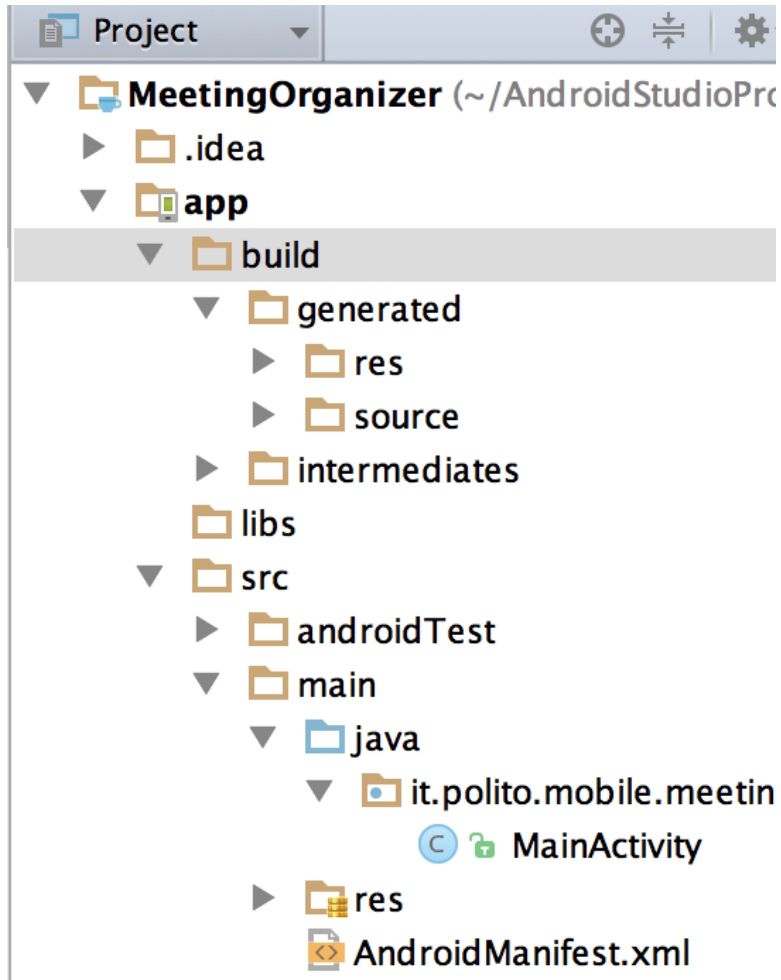 Project
MeetingOrganizer (~/AndroidStudioPro
.idea
app
build
generated
res
source
intermediates
libs
src
androidTest
main
java
it.polito.mobile.meetin
C MainActivity
res
<> AndroidManifest.xml